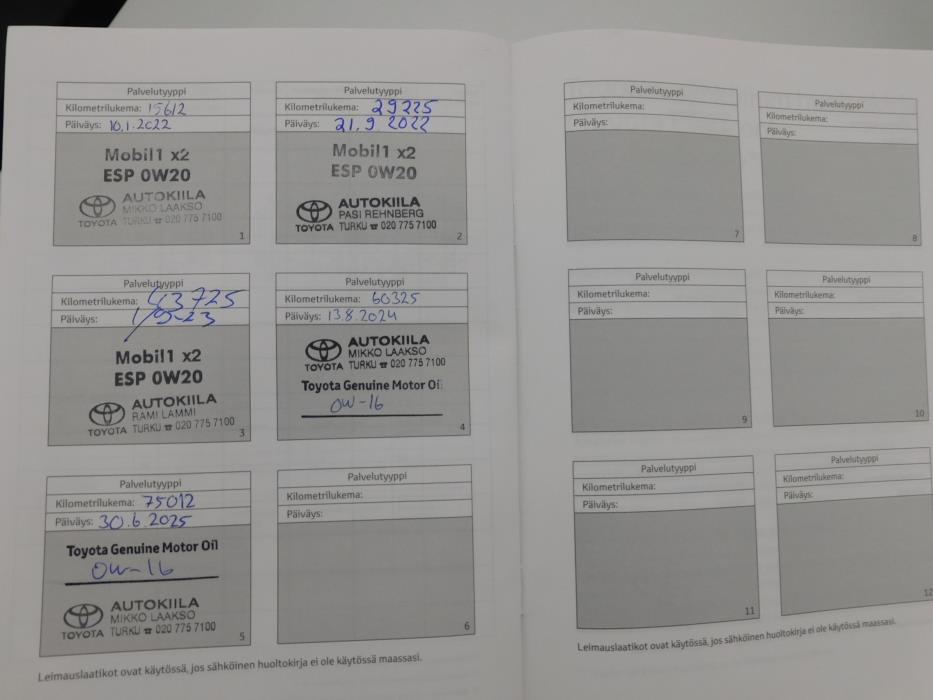 Palvelutyyppi
Kilometrilukema: 15612
Päiväys: 10.1.2022
Mobil1 x2
ESP 0W20
AUTOKIILA
MIKKO LAAKSO
TOYOTA TURKU ☎ 020 775 7100
1
Palvelutyyppi
Kilometrilukema: 29225
Päiväys: 21.9 2022
Mobil1 x2
ESP 0W20
AUTOKIILA
PASI REHNBERG
TOYOTA TURKU ☎ 020 775 7100
2
Palvelutyyppi
Kilometrilukema: 43725
Päiväys: 1/9-23
Mobil1 x2
ESP 0W20
AUTOKIILA
RAMI LAMMI
TOYOTA TURKU ☎ 020 775 7100
3
Palvelutyyppi
Kilometrilukema: 60325
Päiväys: 13.8.2024
AUTOKIILA
MIKKO LAAKSO
TOYOTA TURKU ☎ 020 775 7100
Toyota Genuine Motor Oil
0W-16
4
Palvelutyyppi
Kilometrilukema: 75012
Päiväys: 30.6.2025
Toyota Genuine Motor Oil
0W-16
AUTOKIILA
MIKKO LAAKSO
TOYOTA TURKU ☎ 020 775 7100
5
Palvelutyyppi
Kilometrilukema:
Päiväys:
6
Leimauslaatikot ovat käytössä, jos sähköinen huoltokirja ei ole käytössä maassasi.
Palvelutyyppi
Kilometrilukema:
Päiväys:
7
Palvelutyyppi
Kilometrilukema:
Päiväys:
8
Palvelutyyppi
Kilometrilukema:
Päiväys:
9
Palvelutyyppi
Kilometrilukema:
Päiväys:
10
Palvelutyyppi
Kilometrilukema:
Päiväys:
11
Palvelutyyppi
Kilometrilukema:
Päiväys:
12
Leimauslaatikot ovat käytössä, jos sähköinen huoltokirja ei ole käytössä maassasi.